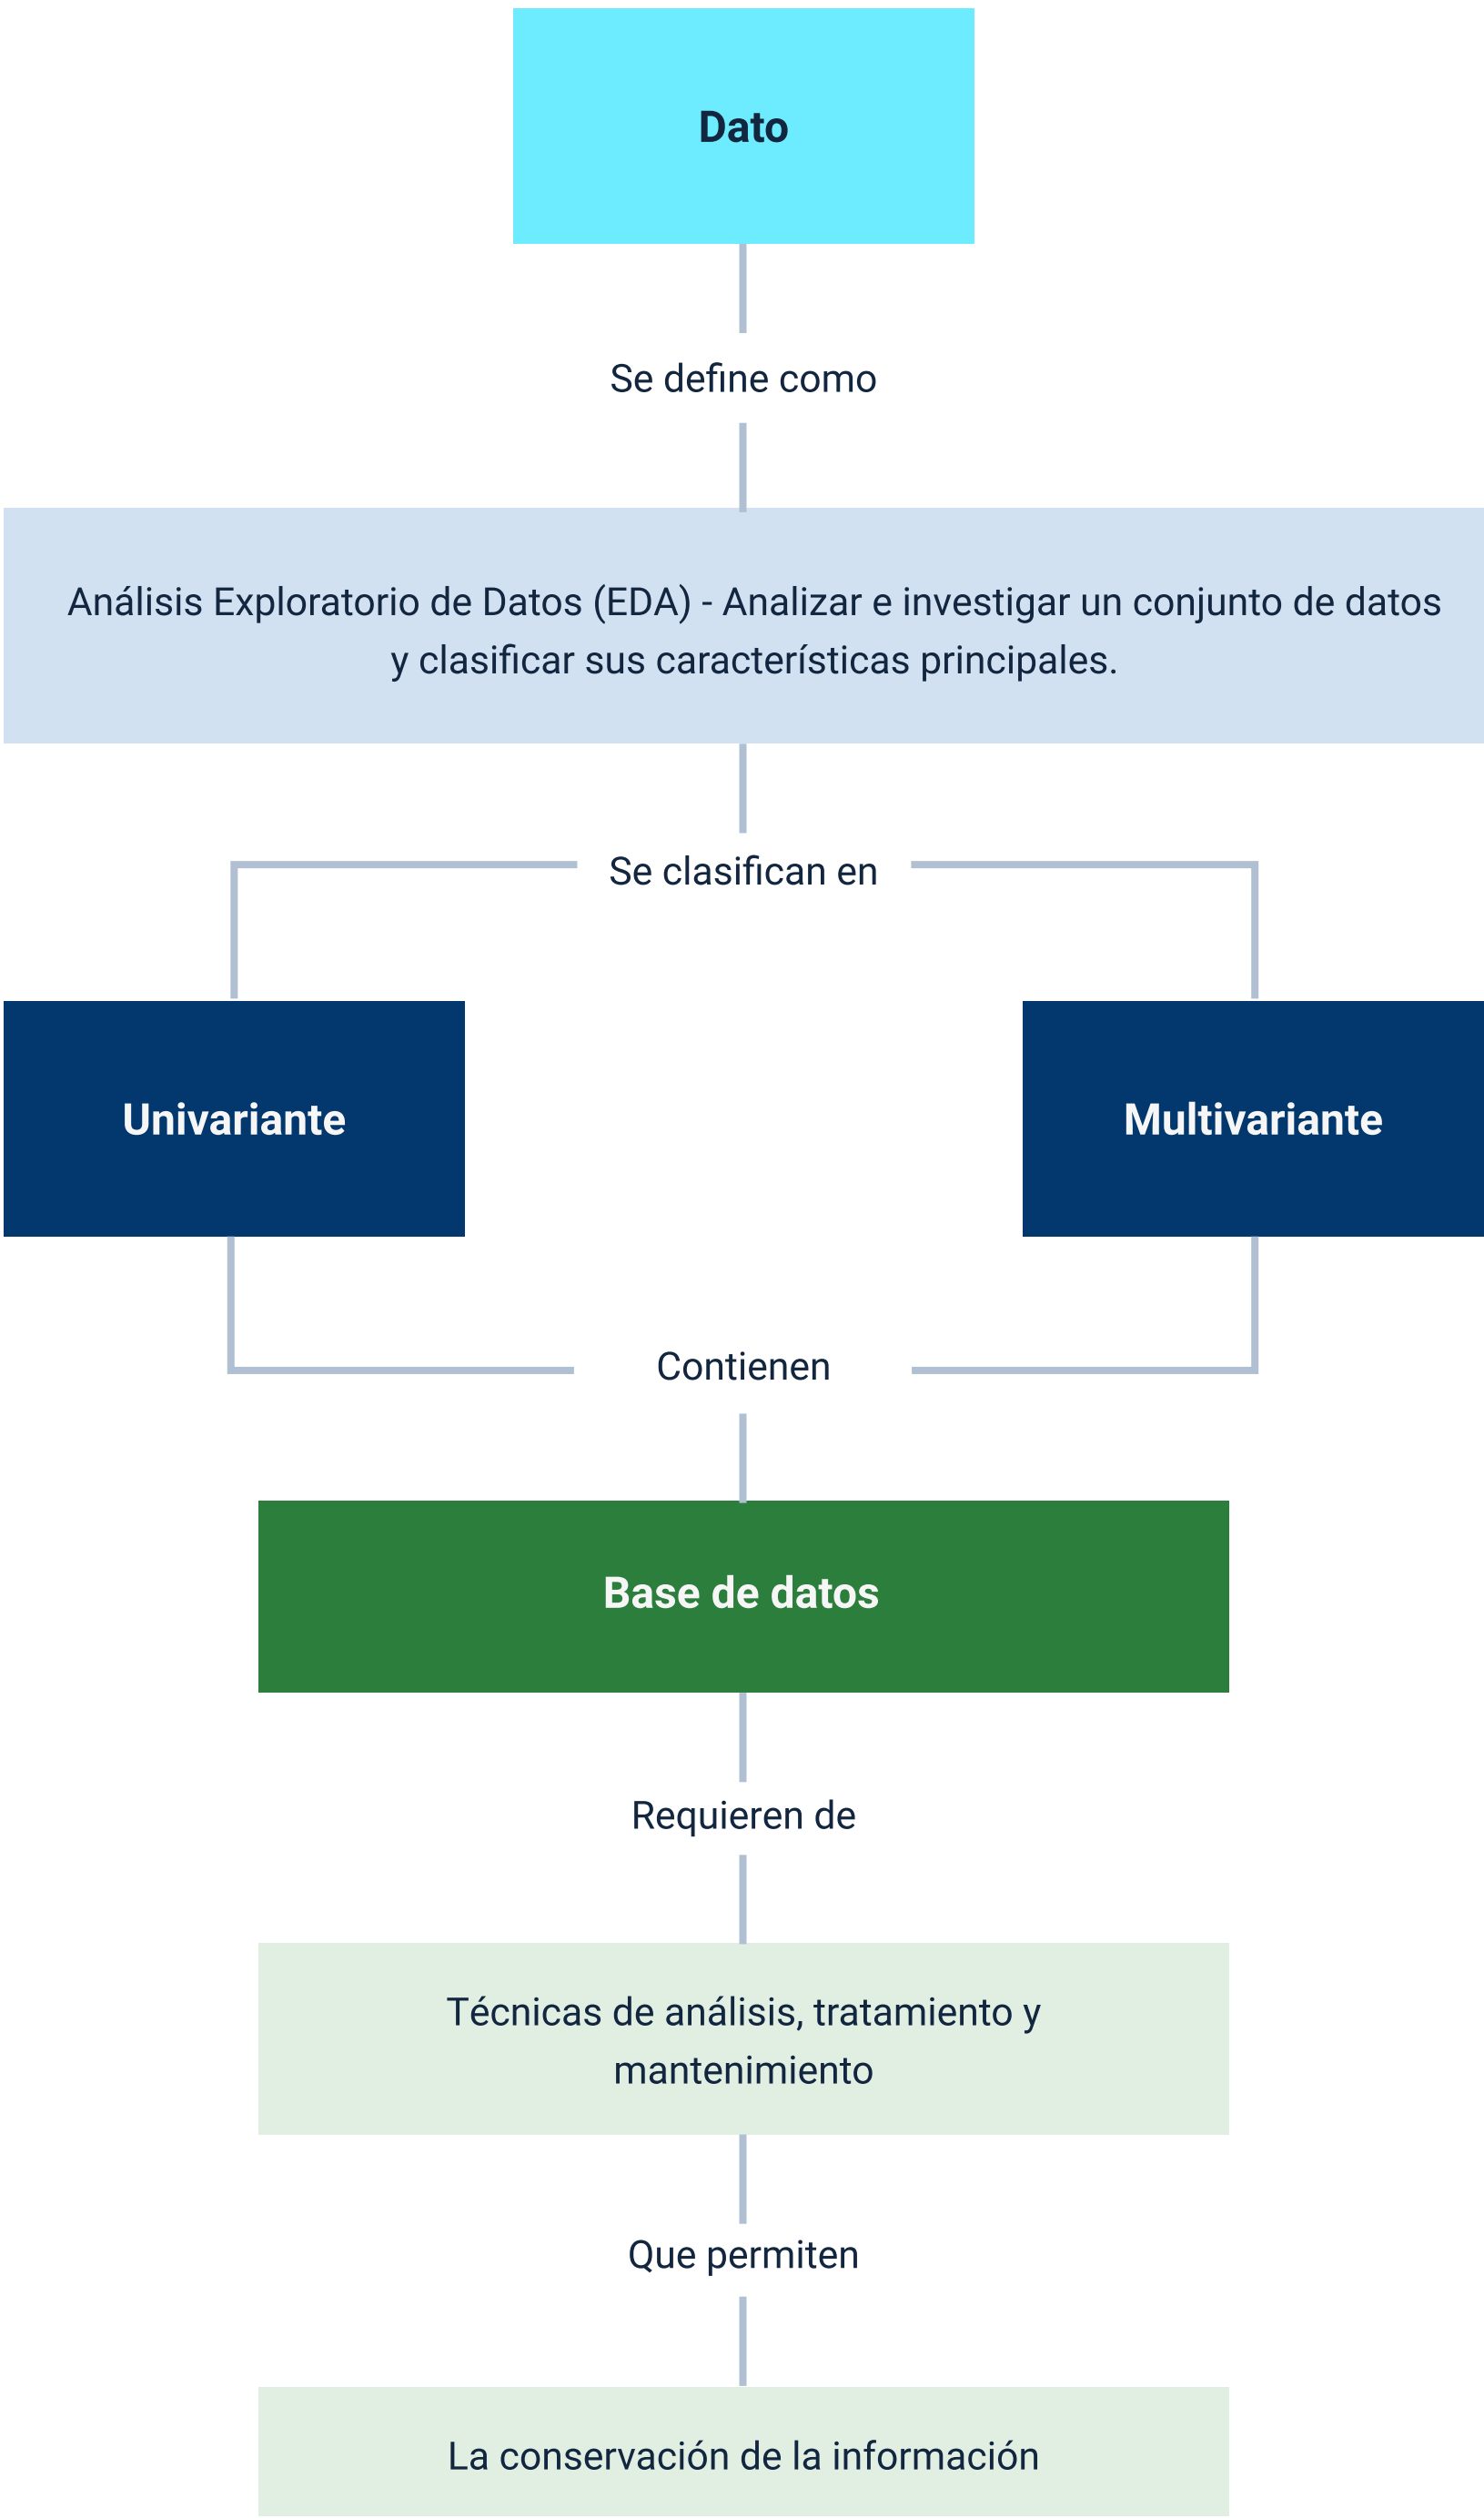 Dato
Se define como
Análisis Exploratorio de Datos (EDA) - Analizar e investigar un conjunto de datos
y clasificar sus características principales.
Se clasifican en
Univariante
Multivariante
Contienen
Base de datos
Requieren de
Técnicas de análisis, tratamiento y
mantenimiento
Que permiten
La conservación de la información